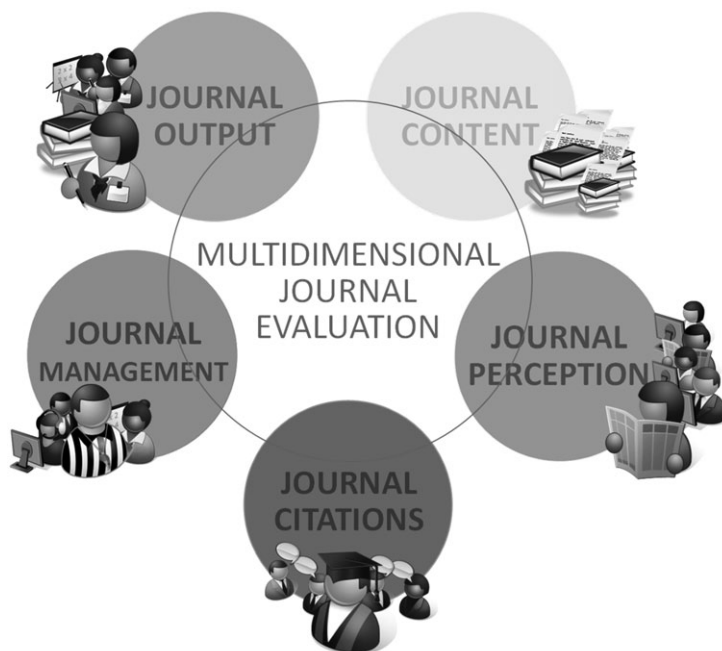 JOURNAL
OUTPUT
JOURNAL
CONTENT
MULTIDIMENSIONAL
JOURNAL
EVALUATION
JOURNAL
MANAGEMENT
JOURNAL
PERCEPTION
JOURNAL
CITATIONS